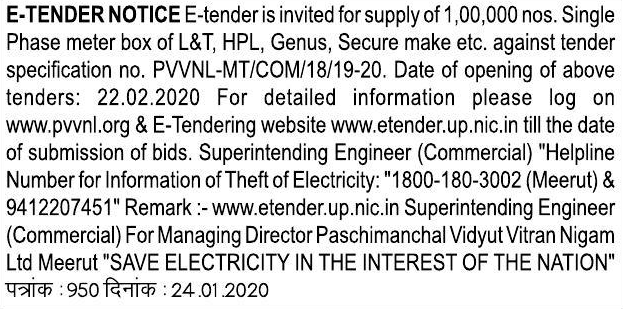 E-TENDER NOTICE E-tender is invited for supply of 1,00,000 nos. Single
Phase meter box of L&T, HPL, Genus, Secure make etc. against tender
specification no. PVVNL-MT/COM/18/19-20. Date of opening of above
tenders: 22.02.2020 For detailed information please log on
www.pvvnl.org & E-Tendering website www.etender.up.nic.in till the date
of submission of bids. Superintending Engineer (Commercial) "Helpline
Number for Information of Theft of Electricity: "1800-180-3002 (Meerut) &
9412207451" Remark :- www.etender.up.nic.in Superintending Engineer
(Commercial) For Managing Director Paschimanchal Vidyut Vitran Nigam
Ltd Meerut "SAVE ELECTRICITY IN THE INTEREST OF THE NATION"
पत्रांक : 950 दिनांक : 24.01.2020